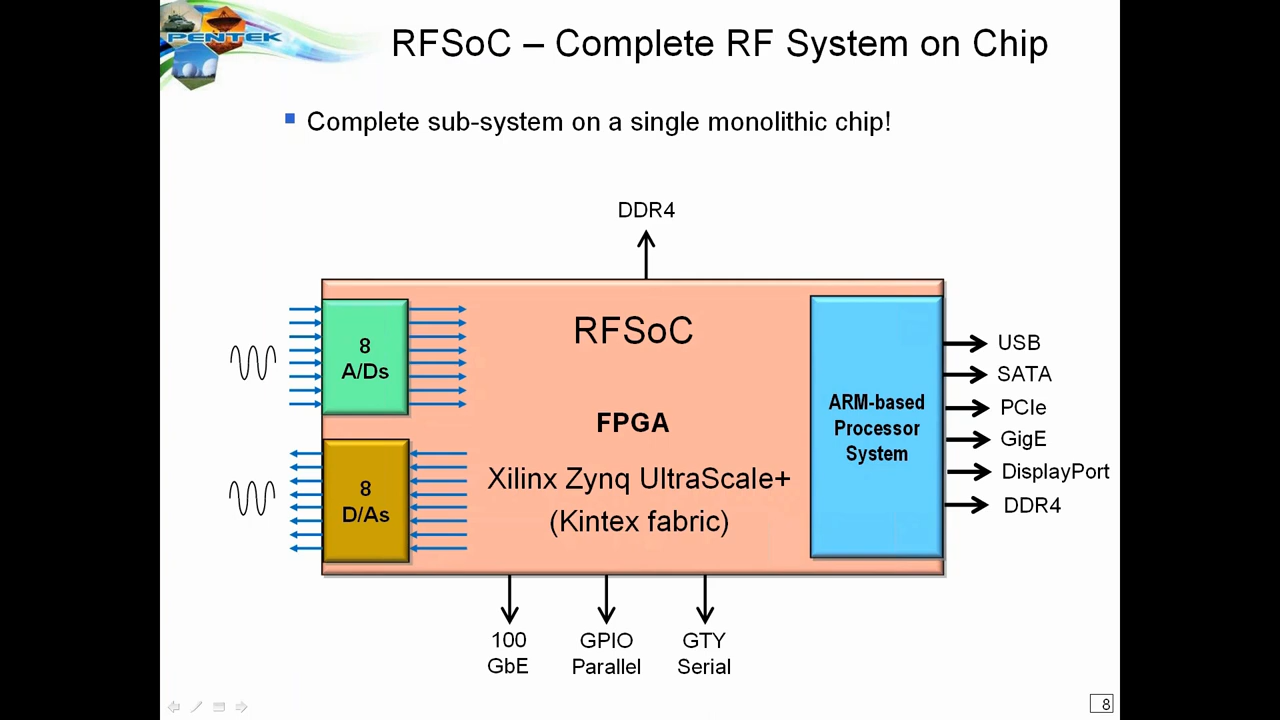 PENTEK
RFSoC – Complete RF System on Chip
Complete sub-system on a single monolithic chip!
DDR4
8
A/Ds
RFSoC
FPGA
Xilinx Zynq UltraScale+
(Kintex fabric)
8
D/As
ARM-based
Processor
System
USB
SATA
PCIe
GigE
DisplayPort
DDR4
100
GbE
GPIO
Parallel
GTY
Serial
8